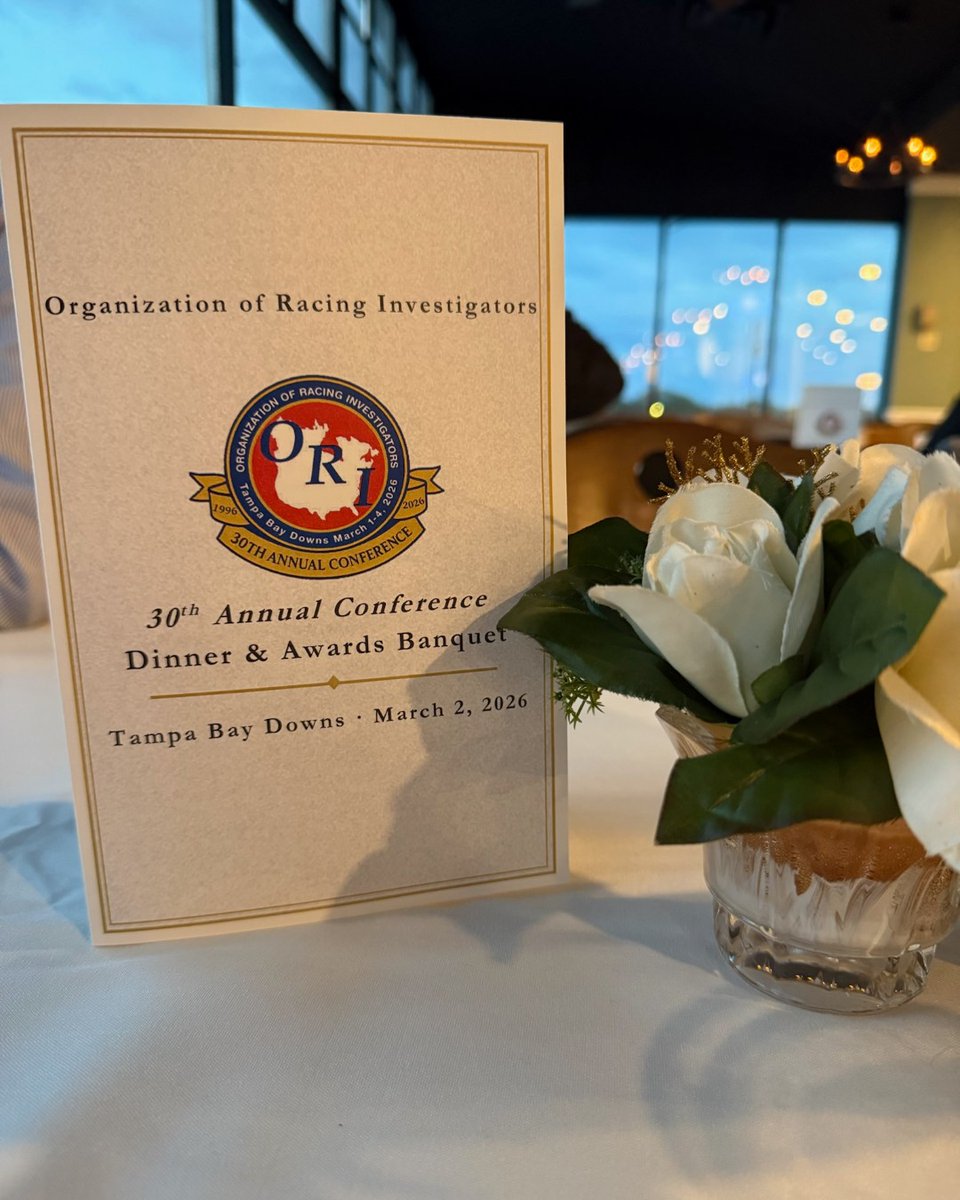 Organization of Racing Investigators
ORGANIZATION OF RACING INVESTIGATORS
ORI
Tampa Bay Downs March 1-4, 2026
1996
2026
30TH ANNUAL CONFERENCE
30th Annual Conference
Dinner & Awards Banquet
Tampa Bay Downs · March 2, 2026